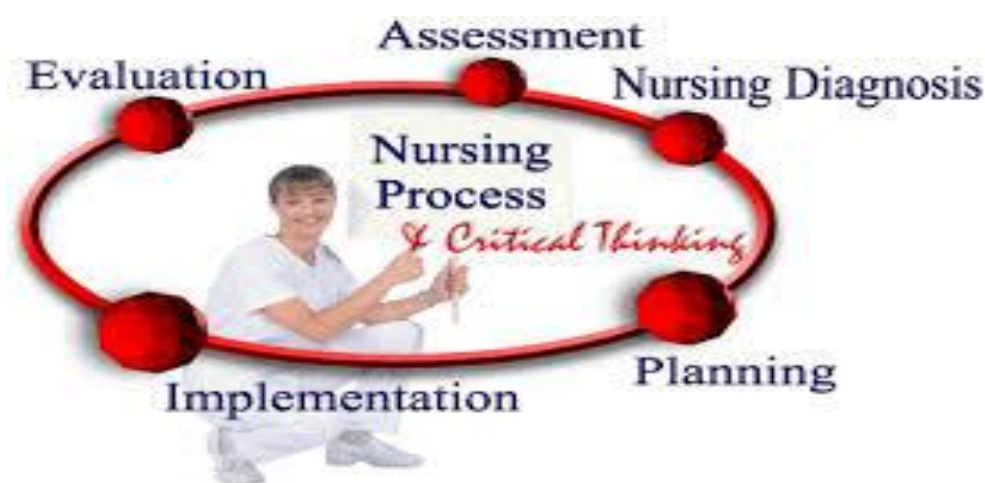 Assessment
Evaluation
Nursing Diagnosis
Nursing
Process
& Critical Thinking
Implementation
Planning